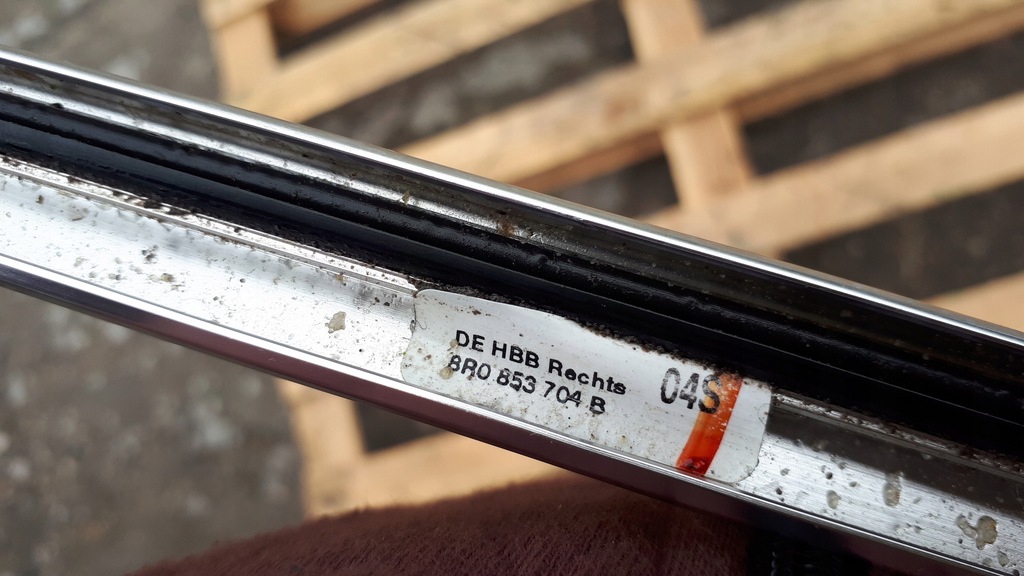 DE HBB Rechts
8R0 853 704 B
04S